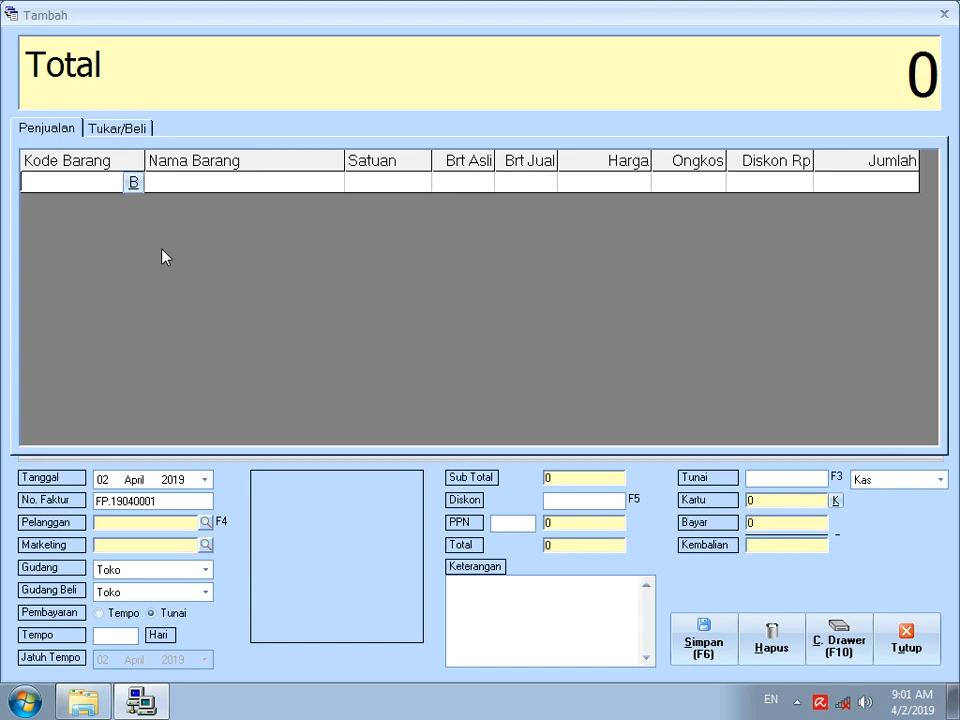 Tambah
Total
0
Penjualan Tukar/Beli
Kode Barang Nama Barang Satuan Brt Asli Brt Jual Harga Ongkos Diskon Rp Jumlah
B
Tanggal 02 April 2019 Sub Total 0 Tunai F3 Kas
No. Faktur FP.19040001 Diskon F5 Kartu 0 K
Pelanggan F4 PPN 0 Bayar 0
Marketing Total 0 Kembalian
Gudang Toko Keterangan
Gudang Beli Toko
Pembayaran Tempo Tunai
Tempo Hari
Jatuh Tempo 02 April 2019
Simpan (F6)
Hapus
C. Drawer (F10)
Tutup
EN 9:01 AM
4/2/2019